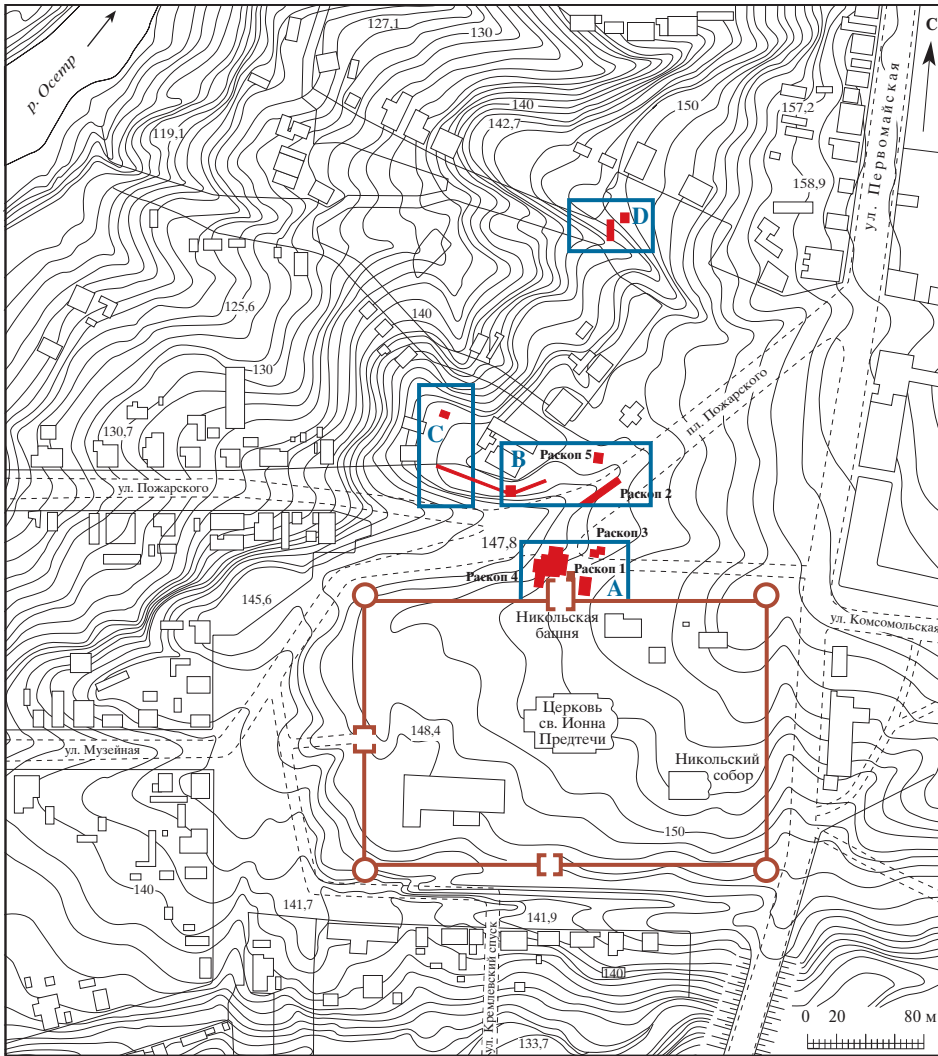 127,1
130
С
р. Осетр
ул. Первомайская
140
142,7
150
157,2
119,1
158,9
D
125,6
140
130
пл. Пожарского
C
130,7
B
Раскоп 5
ул. Пожарского
Раскоп 2
147,8
Раскоп 3
Раскоп 4
Раскоп 1
A
145,6
Никольская
башня
ул. Комсомольская
Церковь
св. Ионна
Предтечи
148,4
ул. Музейная
Никольский
собор
150
140
141,7
141,9
ул. Кремлевский спуск
140
133,7
0 20 80 м